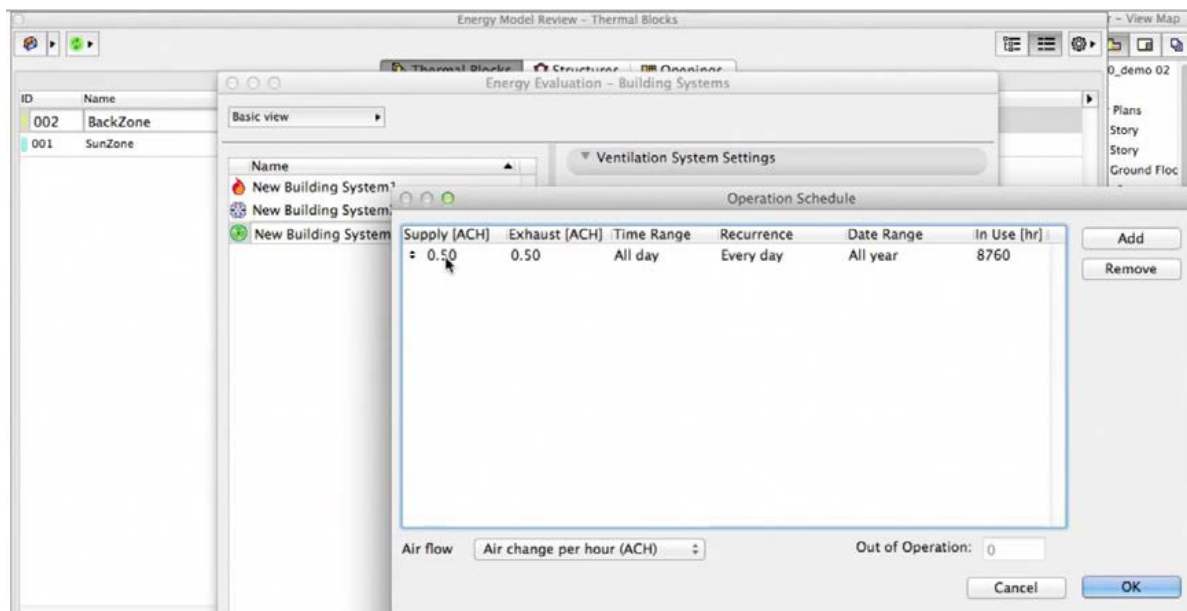 Energy Model Review – Thermal Blocks
r – View Map
Thermal Blocks Structures Openings
0_demo 02
Energy Evaluation – Building Systems
ID Name
Plans
002 BackZone
Basic view
Story
001 SunZone
Story
Ventilation System Settings
Name
Ground Floc
New Building System1
Operation Schedule
New Building System
New Building System
Supply [ACH] Exhaust [ACH] Time Range Recurrence Date Range In Use [hr]
Add
0.50 0.50 All day Every day All year 8760
Remove
Air flow Air change per hour (ACH) Out of Operation: 0
Cancel OK